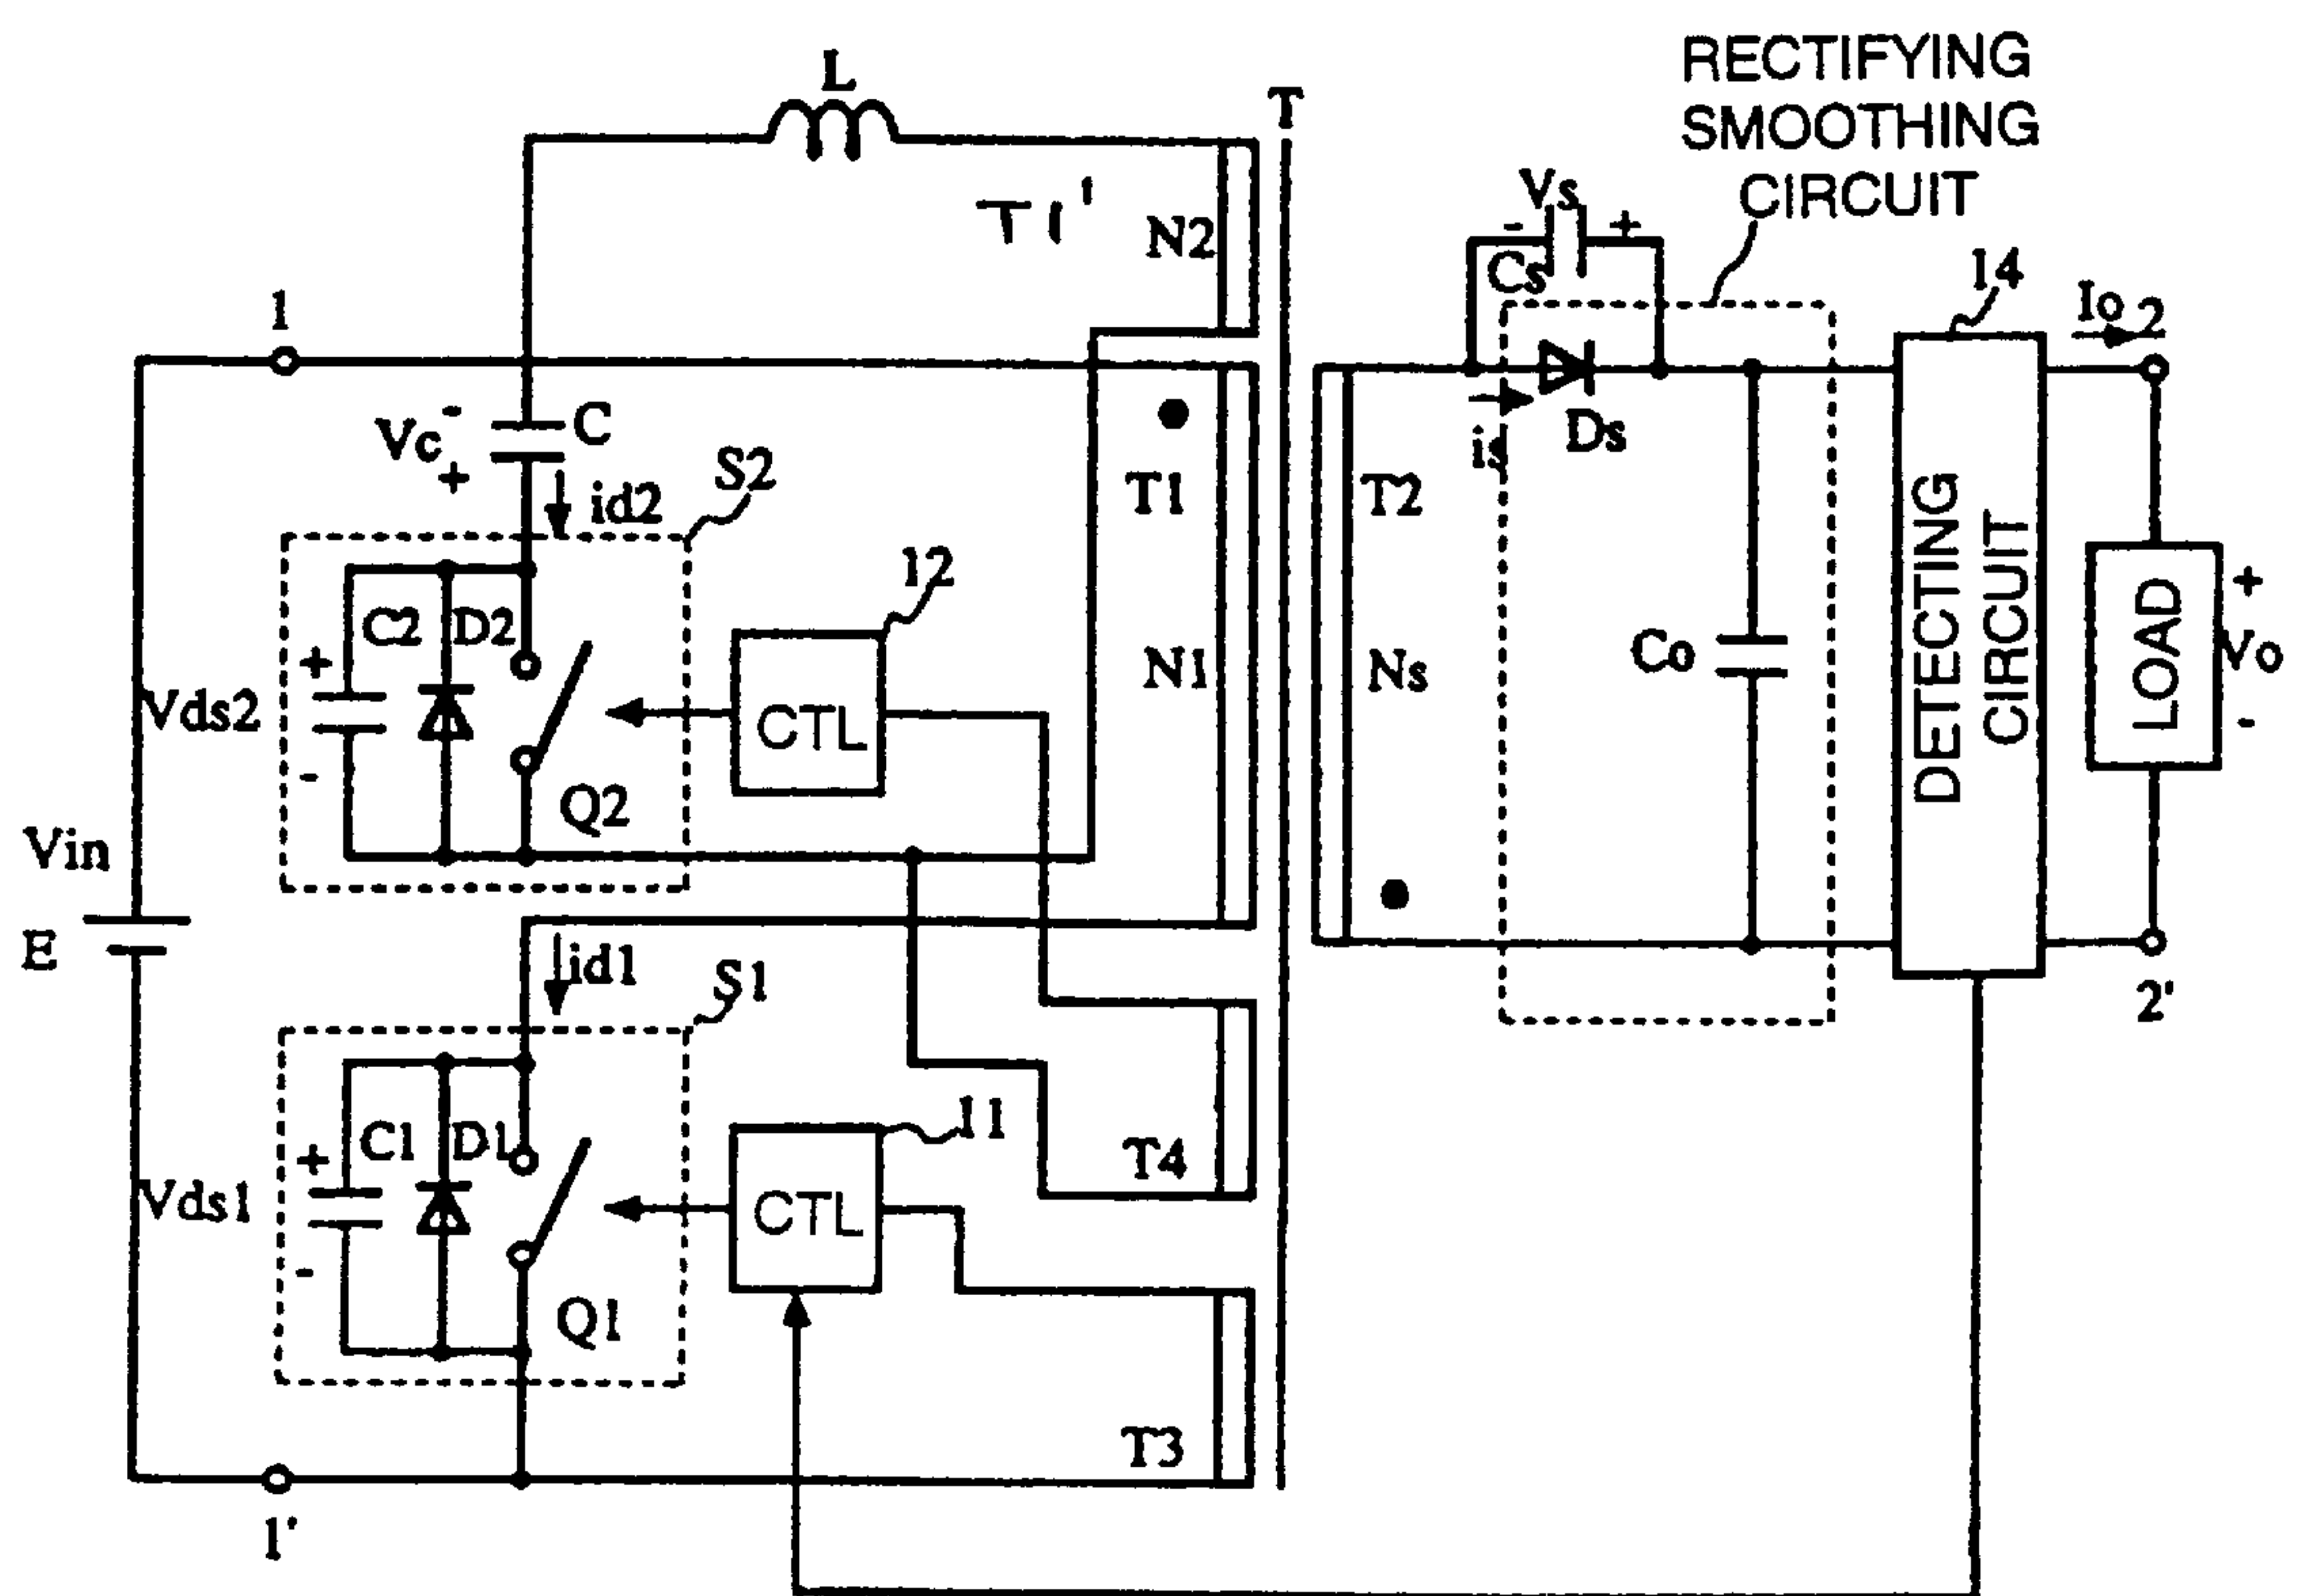 RECTIFYING
SMOOTHING
CIRCUIT
L
T
T1'
N2
Vs
- +
Cs
14
1
Io
2
Vc
-
+
C
id2
S2
T1
T2
is
Ds
12
C2
D2
+
Vds2
-
CTL
Q2
N1
Ns
Co
DETECTING
CIRCUIT
LOAD
+
Vo
-
Vin
E
id1
S1
2'
C1
D1
+
Vds1
-
11
CTL
T4
Q1
T3
1'